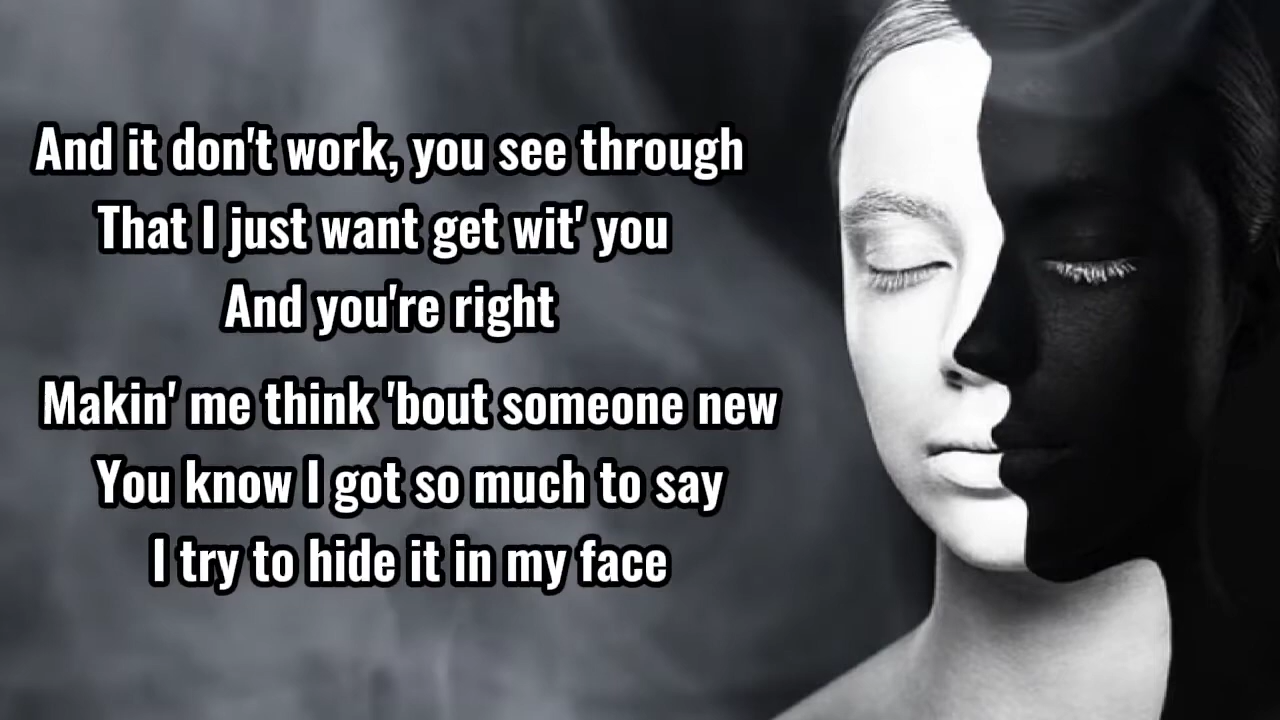 And it don't work, you see through
That I just want get wit' you
And you're right
Makin' me think 'bout someone new
You know I got so much to say
I try to hide it in my face